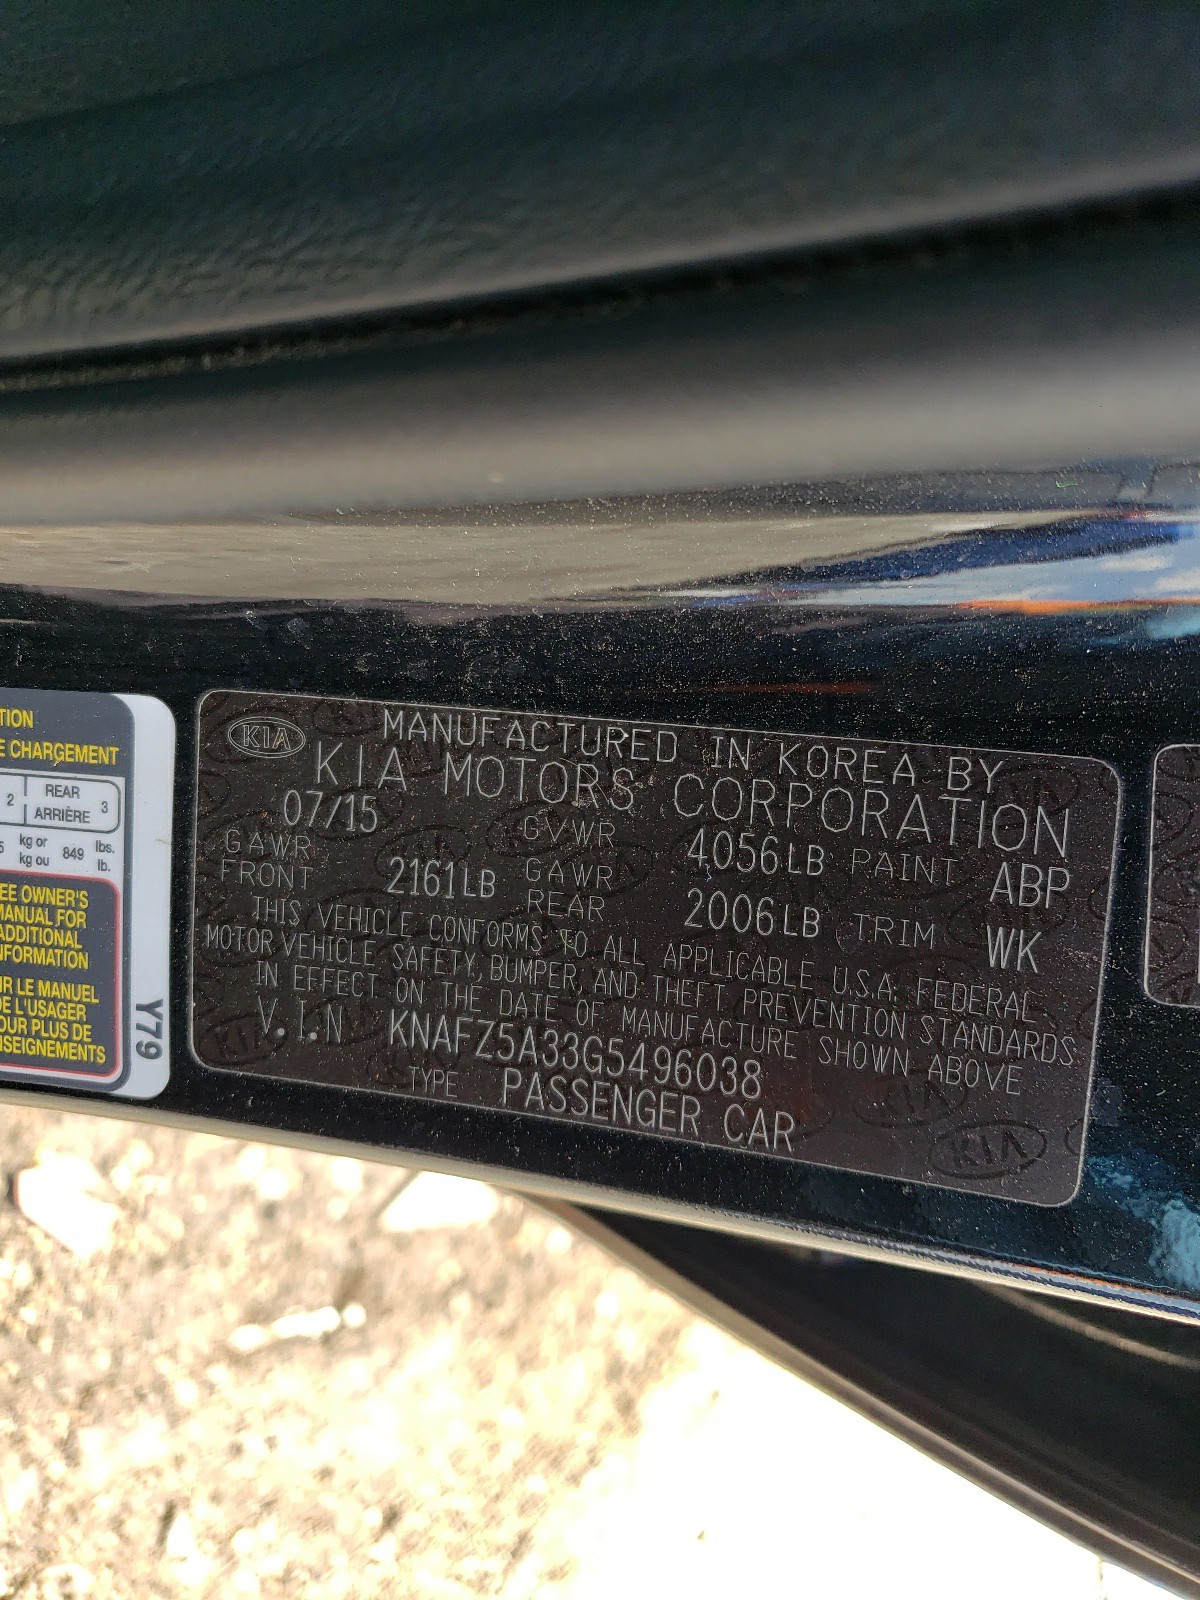 TION
E CHARGEMENT
2 REAR 3
ARRIÈRE
kg or 849 lbs.
kg ou lb.
EE OWNER'S
MANUAL FOR
ADDITIONAL
NFORMATION
IR LE MANUEL
DE L'USAGER
OUR PLUS DE
NSEIGNEMENTS
Y79
KIA
MANUFACTURED IN KOREA BY
KIA MOTORS CORPORATION
07/15 GVWR 4056LB PAINT ABP
GAWR FRONT 2161LB GAWR REAR 2006LB TRIM WK
THIS VEHICLE CONFORMS TO ALL APPLICABLE U.S.A. FEDERAL
MOTOR VEHICLE SAFETY, BUMPER, AND THEFT PREVENTION STANDARDS
IN EFFECT ON THE DATE OF MANUFACTURE SHOWN ABOVE
V.I.N KNAFZ5A33G5496038
TYPE PASSENGER CAR
KIA